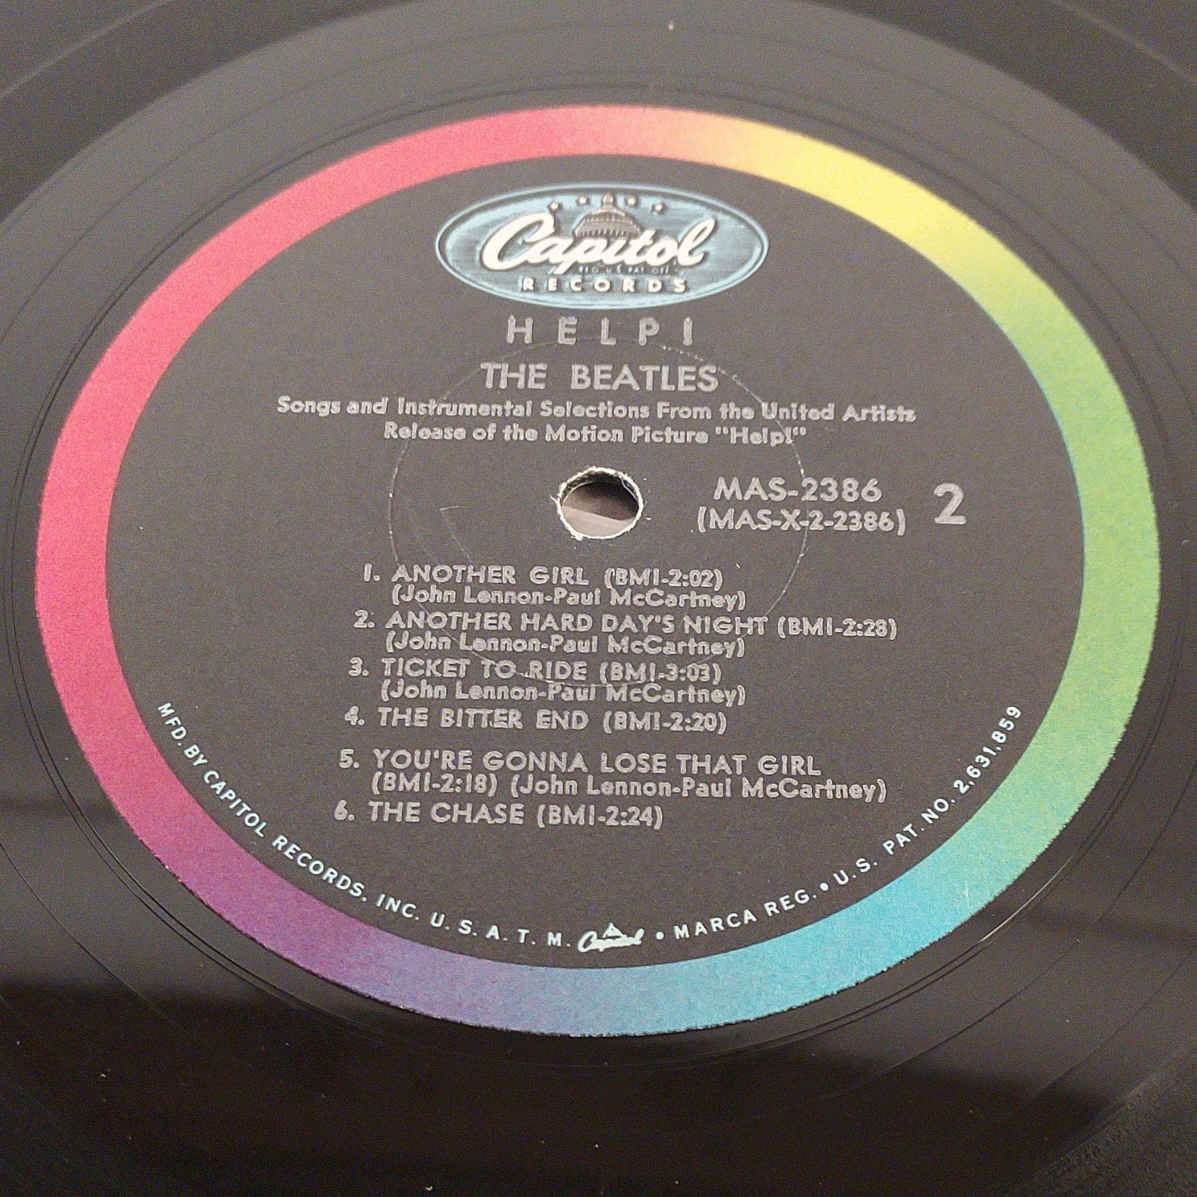 Capitol
REG. U.S. PAT. OFF.
RECORDS
HELP!
THE BEATLES
Songs and Instrumental Selections From the United Artists
Release of the Motion Picture "Help!"
MAS-2386
(MAS-X-2-2386)
2
1. ANOTHER GIRL (BMI-2:02)
(John Lennon-Paul McCartney)
2. ANOTHER HARD DAY'S NIGHT (BMI-2:28)
(John Lennon-Paul McCartney)
3. TICKET TO RIDE (BMI-3:03)
(John Lennon-Paul McCartney)
4. THE BITTER END (BMI-2:20)
5. YOU'RE GONNA LOSE THAT GIRL
(BMI-2:18) (John Lennon-Paul McCartney)
6. THE CHASE (BMI-2:24)
MFD. BY CAPITOL RECORDS, INC. U. S. A. T. M. Capitol • MARCA REG. • U.S. PAT. NO. 2,631,859